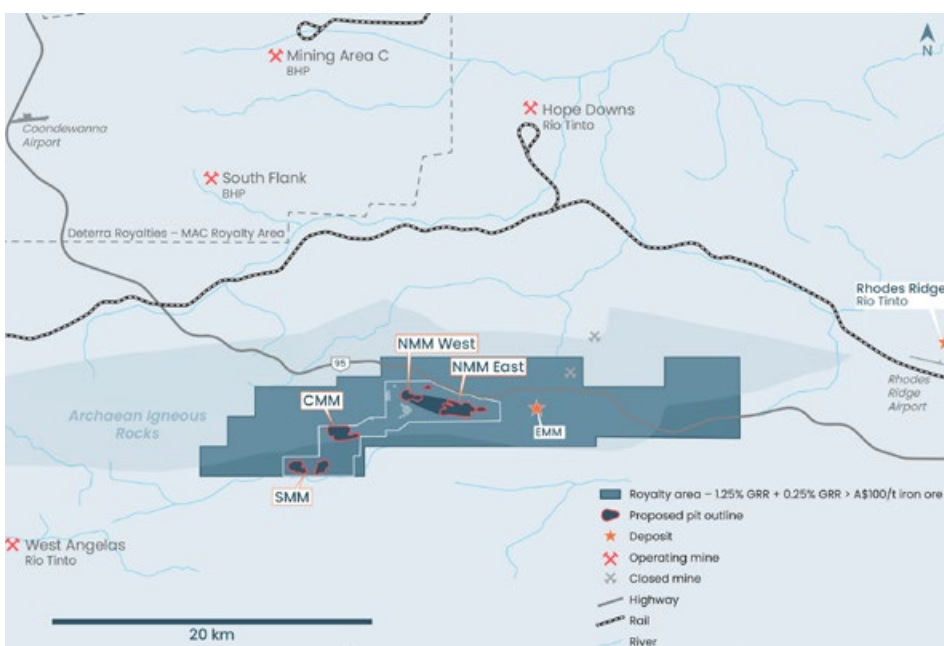 N
Mining Area C
BHP
Hope Downs
Rio Tinto
Coondewanna
Airport
South Flank
BHP
Deterra Royalties – MAC Royalty Area
Rhodes Ridge
Rio Tinto
NMM West
95
NMM East
Rhodes
Ridge
Airport
CMM
Archaean Igneous
Rocks
EMM
SMM
West Angelas
Rio Tinto
Royalty area – 1.25% GRR + 0.25% GRR > A$100/t iron ore
Proposed pit outline
Deposit
Operating mine
Closed mine
Highway
Rail
River
20 km